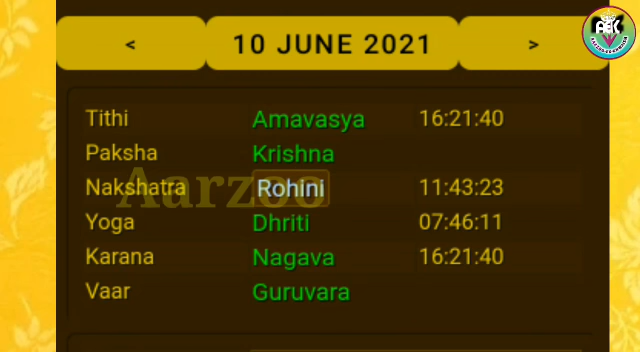 < 10 JUNE 2021 >
AEK
Tithi Amavasya 16:21:40
Paksha Krishna
Aarzoo
Nakshatra Rohini 11:43:23
Yoga Dhriti 07:46:11
Karana Nagava 16:21:40
Vaar Guruvara